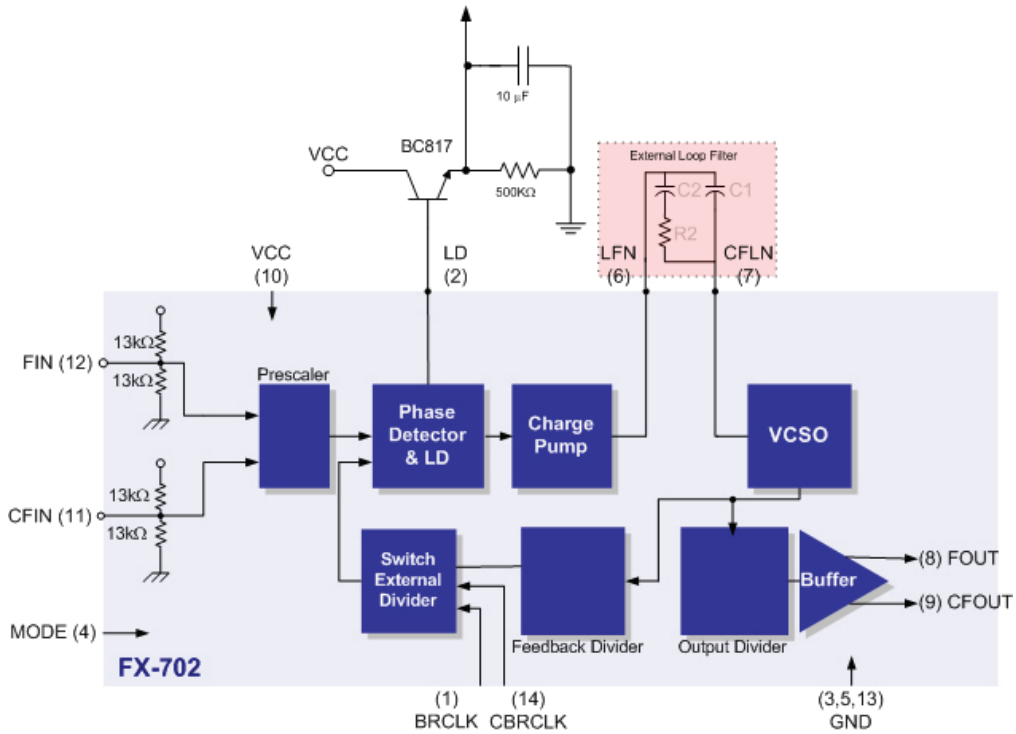 10 µF
BC817
VCC
500KΩ
External Loop Filter
C2
C1
R2
VCC
(10)
LD
(2)
LFN
(6)
CFLN
(7)
13kΩ
FIN (12)
13kΩ
Prescaler
Phase
Detector
& LD
Charge
Pump
VCSO
13kΩ
CFIN (11)
13kΩ
Switch
External
Divider
Buffer
(8) FOUT
(9) CFOUT
MODE (4)
Feedback Divider
Output Divider
FX-702
(1)
BRCLK
(14)
CBRCLK
(3,5,13)
GND